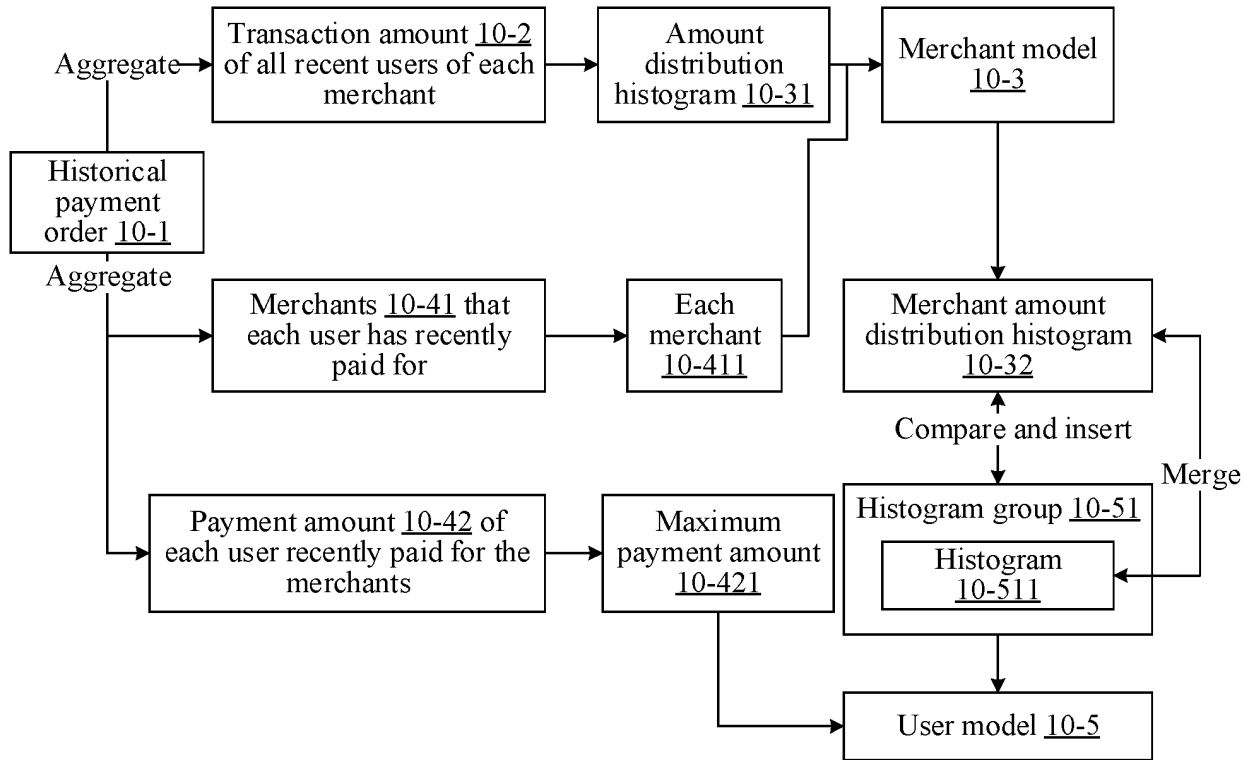 Aggregate
Transaction amount 10-2
of all recent users of each
merchant
Amount
distribution
histogram 10-31
Merchant model
10-3
Historical
payment
order 10-1
Aggregate
Merchants 10-41 that
each user has recently
paid for
Each
merchant
10-411
Merchant amount
distribution histogram
10-32
Compare and insert
Merge
Payment amount 10-42 of
each user recently paid for the
merchants
Maximum
payment amount
10-421
Histogram group 10-51
Histogram
10-511
User model 10-5